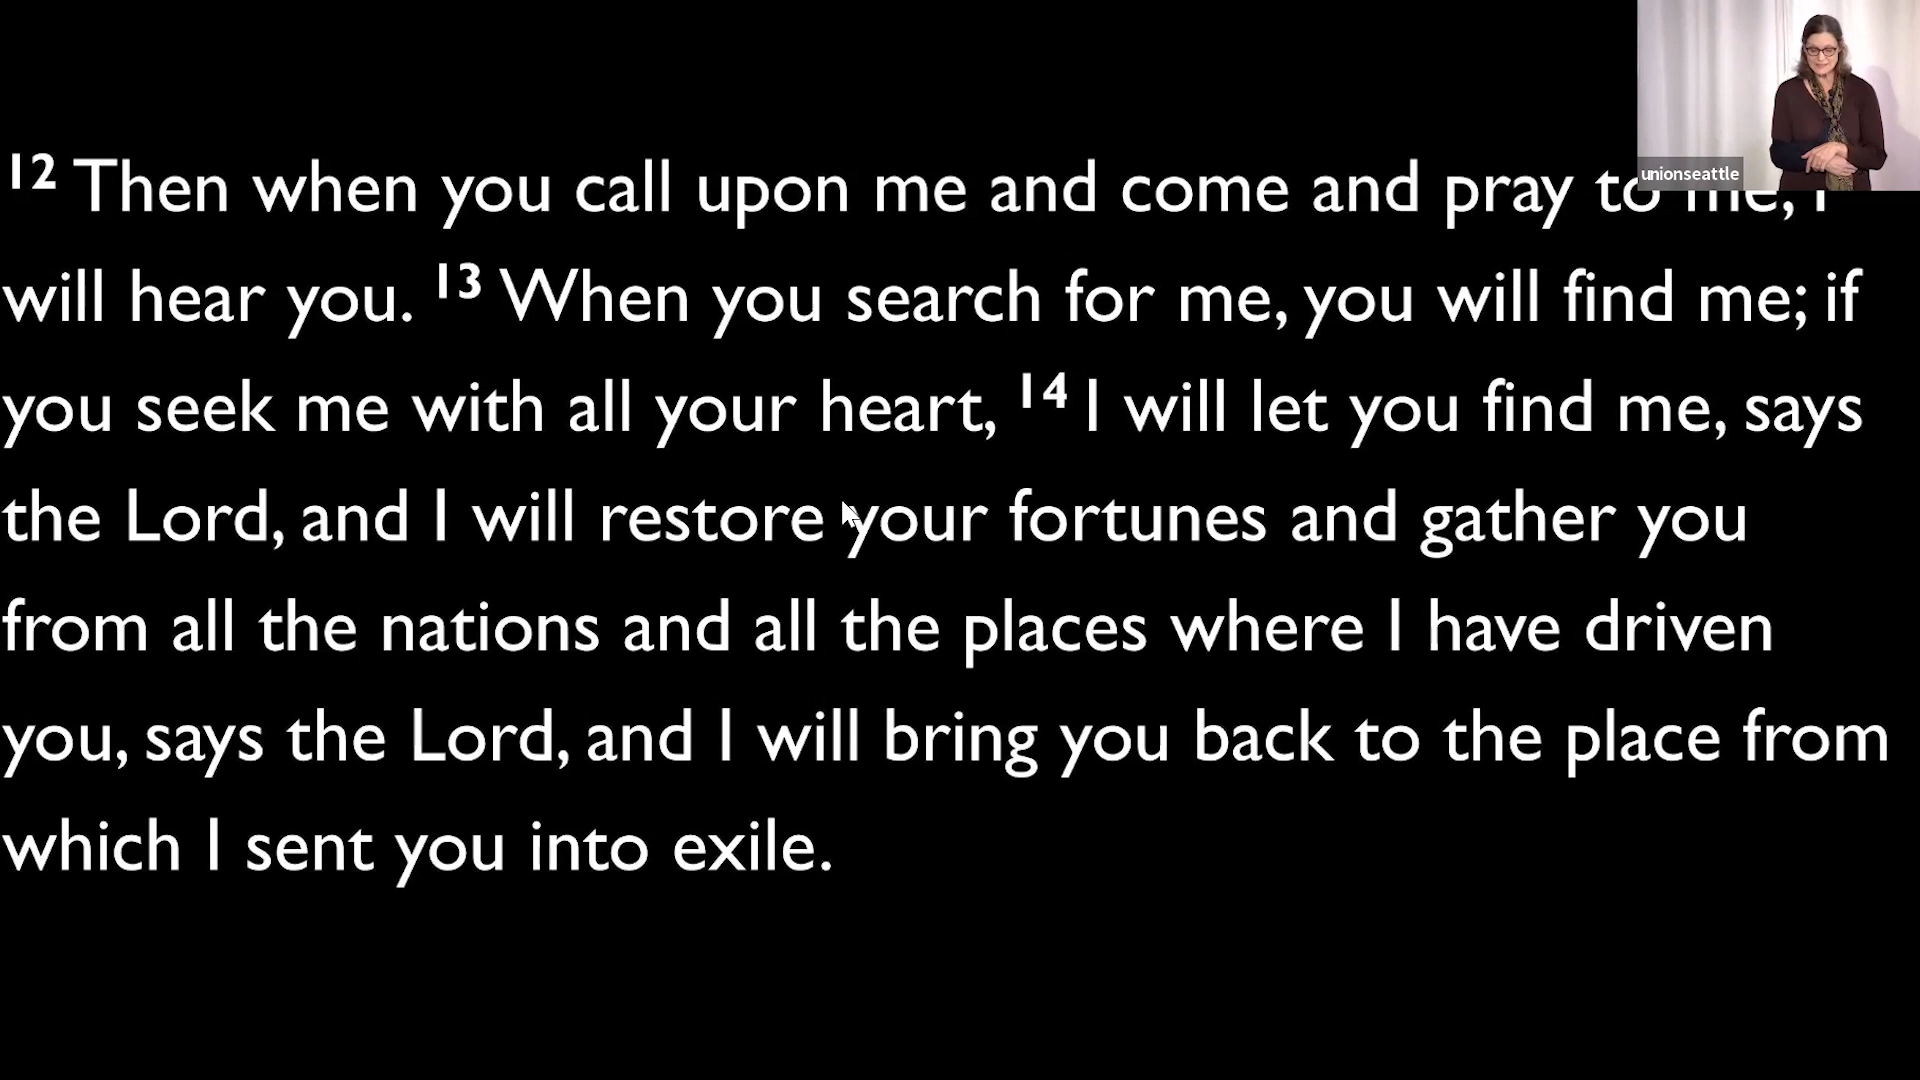 unionseattle
12 Then when you call upon me and come and pray to me, I
will hear you. 13 When you search for me, you will find me; if
you seek me with all your heart, 14 I will let you find me, says
the Lord, and I will restore your fortunes and gather you
from all the nations and all the places where I have driven
you, says the Lord, and I will bring you back to the place from
which I sent you into exile.